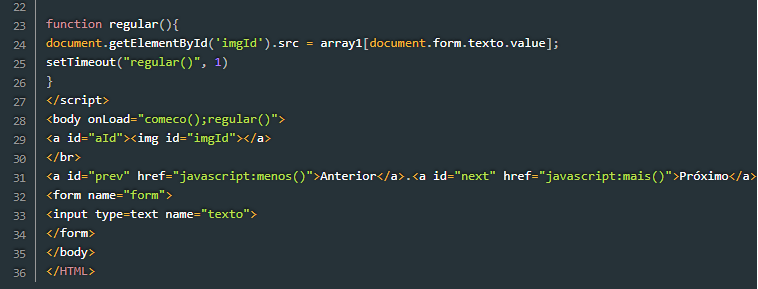 22
23 function regular(){
24 document.getElementById('imgId').src = array1[document.form.texto.value];
25 setTimeout("regular()", 1)
26 }
27 </script>
28 <body onLoad="comeco();regular()">
29 <a id="aId"><img id="imgId"></a>
30 </br>
31 <a id="prev" href="javascript:menos()">Anterior</a>.<a id="next" href="javascript:mais()">Próximo</a>
32 <form name="form">
33 <input type=text name="texto">
34 </form>
35 </body>
36 </HTML>